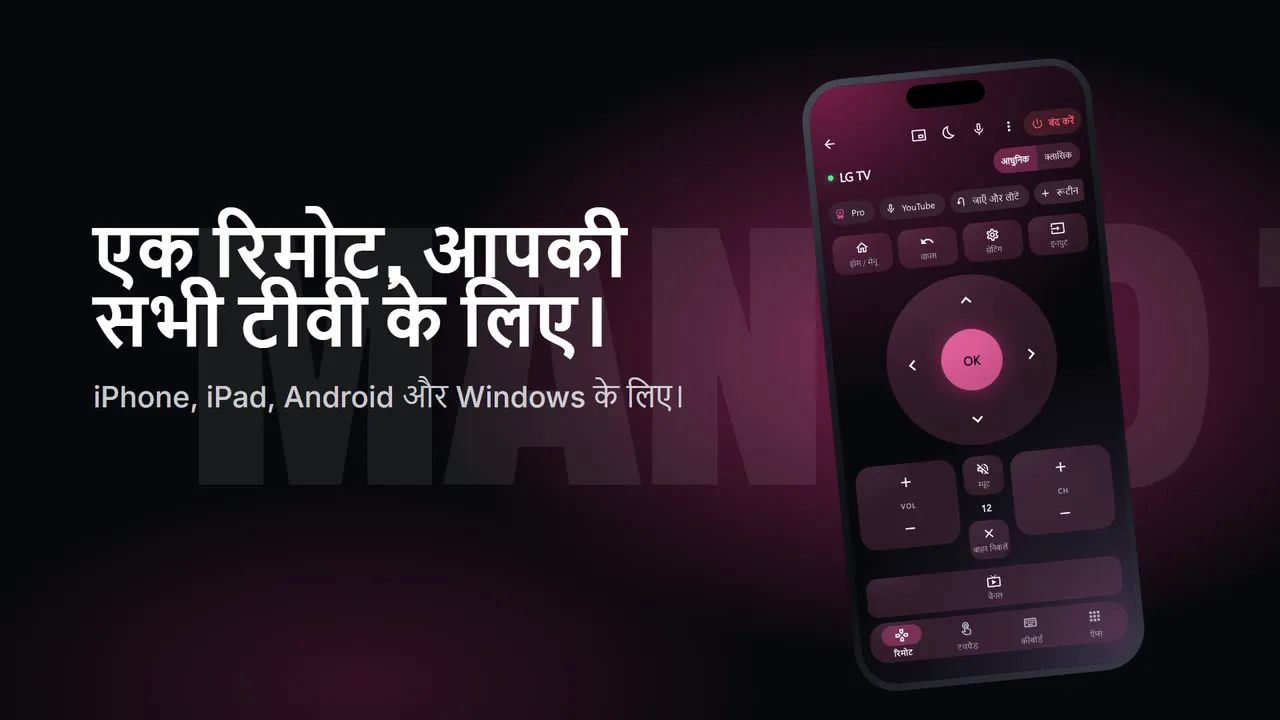 एक रिमोट, आपकी
सभी टीवी के लिए।
iPhone, iPad, Android और Windows के लिए।
बंद करें
LG TV
आधुनिक क्लासिक
Pro YouTube जाएँ और लौटें + रूटीन
होम / मेनू वापस सेटिंग इनपुट
OK
+ म्यूट +
VOL 12 CH
− बाहर निकलें −
चैनल
रिमोट टचपैड कीबोर्ड ऐप्स